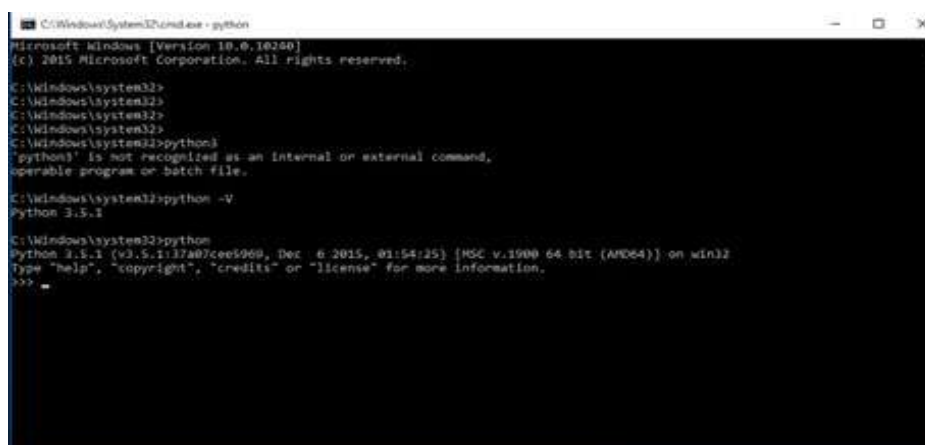 C:\Windows\System32\cmd.exe - python
Microsoft Windows [Version 10.0.10240]
(c) 2015 Microsoft Corporation. All rights reserved.
C:\Windows\system32>
C:\Windows\system32>
C:\Windows\system32>
C:\Windows\system32>
C:\Windows\system32>python3
'python3' is not recognized as an internal or external command,
operable program or batch file.
C:\Windows\system32>python -V
Python 3.5.1
C:\Windows\system32>python
Python 3.5.1 (v3.5.1:37a07cee5969, Dec  6 2015, 01:54:25) [MSC v.1900 64 bit (AMD64)] on win32
Type "help", "copyright", "credits" or "license" for more information.
>>> _